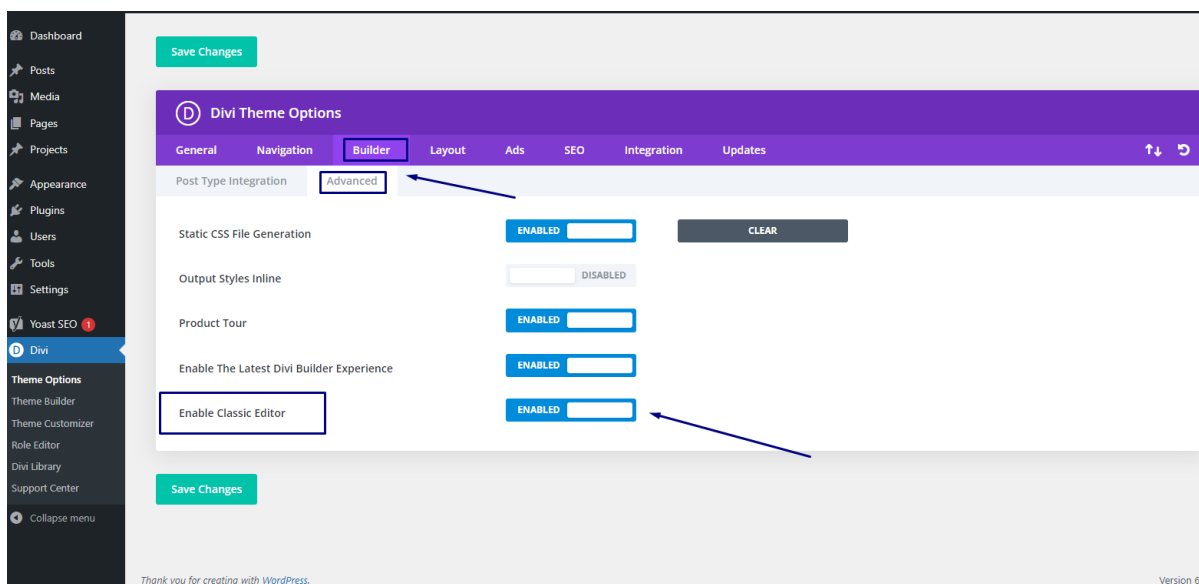 Dashboard
Posts
Media
Pages
Projects
Appearance
Plugins
Users
Tools
Settings
Yoast SEO 1
Divi
Theme Options
Theme Builder
Theme Customizer
Role Editor
Divi Library
Support Center
Collapse menu
Save Changes
D Divi Theme Options
General Navigation Builder Layout Ads SEO Integration Updates
Post Type Integration Advanced
Static CSS File Generation ENABLED CLEAR
Output Styles Inline DISABLED
Product Tour ENABLED
Enable The Latest Divi Builder Experience ENABLED
Enable Classic Editor ENABLED
Save Changes
Thank you for creating with WordPress. Version 6